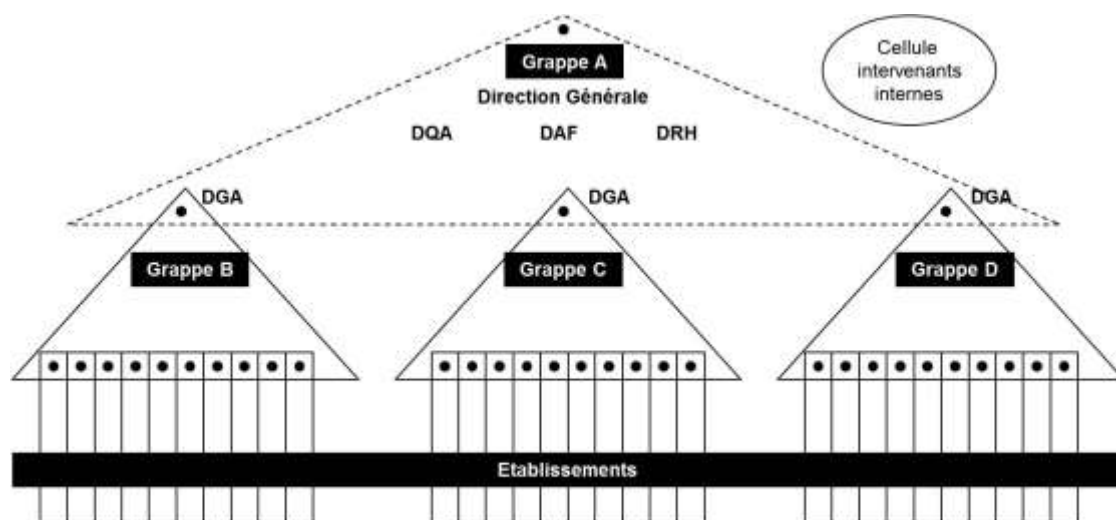 Grappe A
Direction Générale
DQA DAF DRH
Cellule
intervenants
internes
DGA DGA DGA
Grappe B Grappe C Grappe D
Etablissements